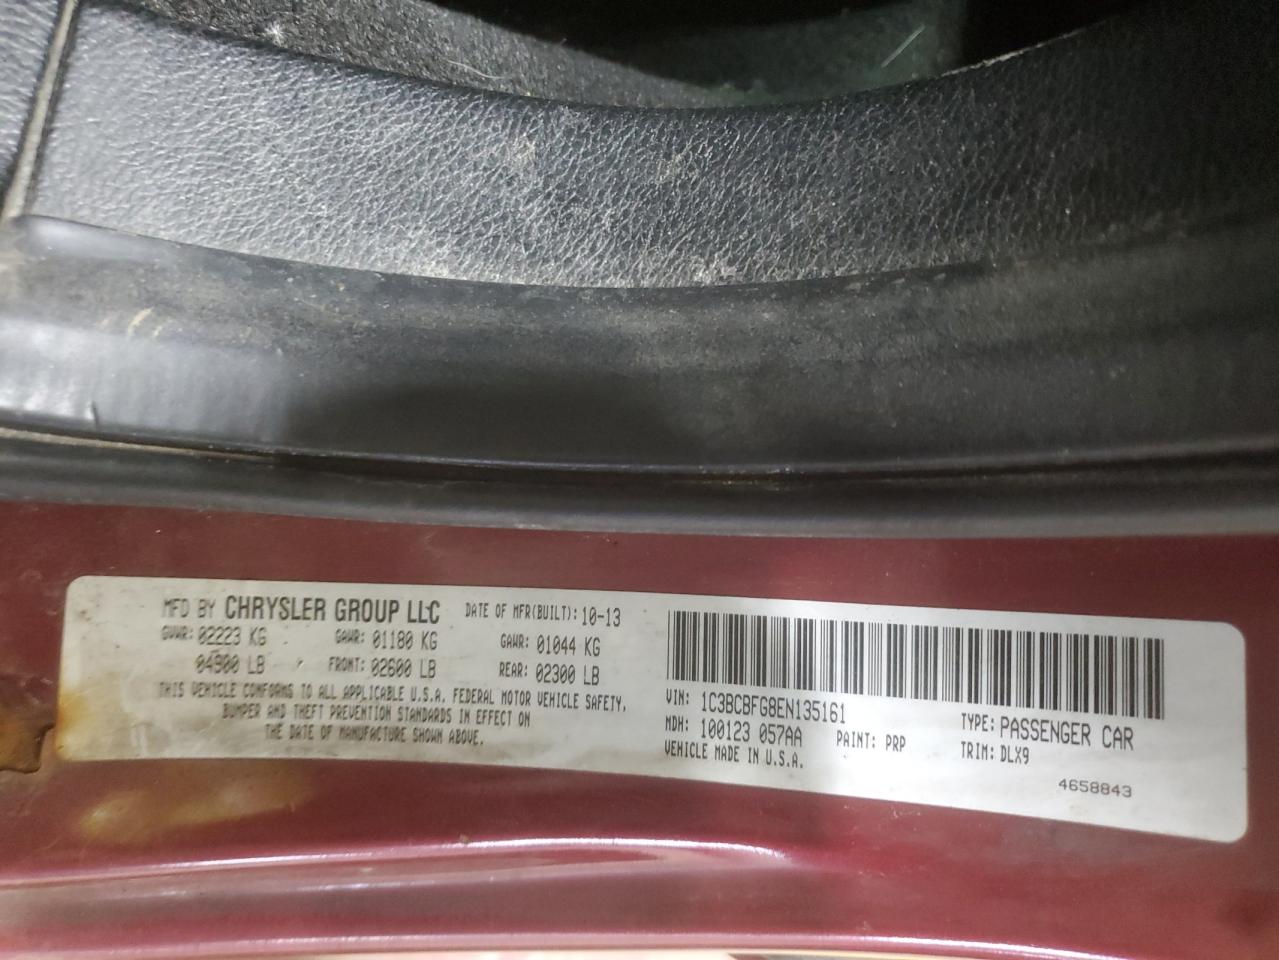 MFD BY CHRYSLER GROUP LLC DATE OF MFR(BUILT): 10-13
GVWR: 02223 KG GAWR: 01180 KG GAWR: 01044 KG
04900 LB FRONT: 02600 LB REAR: 02300 LB
THIS VEHICLE CONFORMS TO ALL APPLICABLE U.S.A. FEDERAL MOTOR VEHICLE SAFETY,
BUMPER AND THEFT PREVENTION STANDARDS IN EFFECT ON
THE DATE OF MANUFACTURE SHOWN ABOVE.
VIN: 1C3BCBFG8EN135161 TYPE: PASSENGER CAR
MDH: 100123 057AA PAINT: PRP TRIM: DLX9
VEHICLE MADE IN U.S.A.
4658843